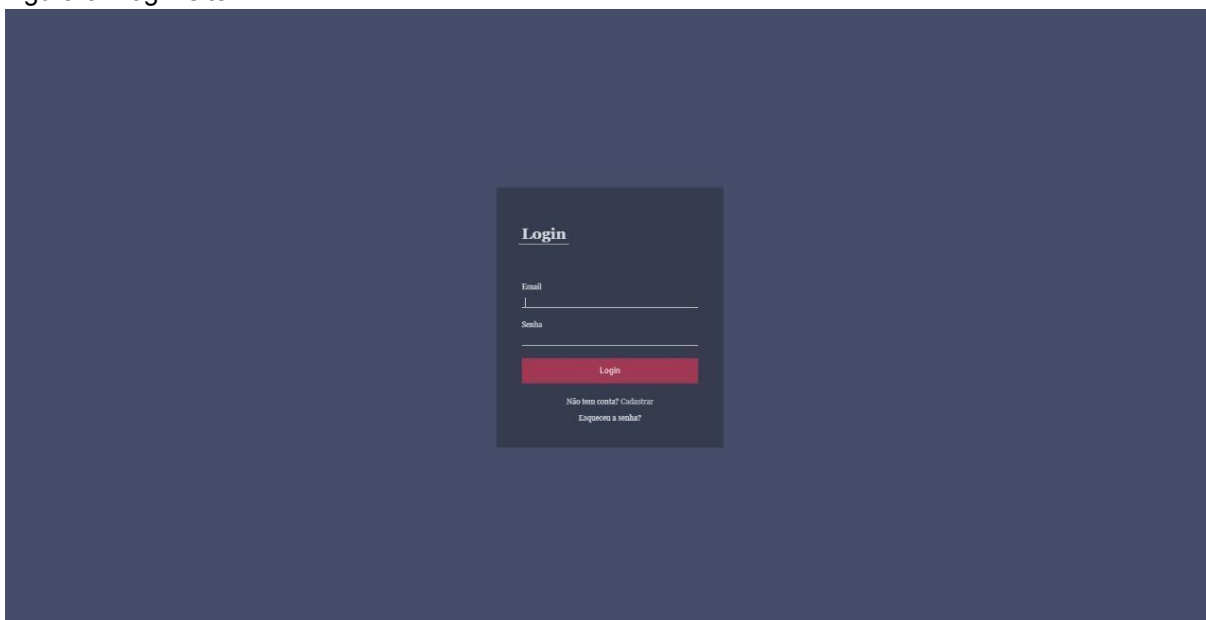 Login
Email
Senha
Login
Não tem conta? Cadastrar
Esqueceu a senha?